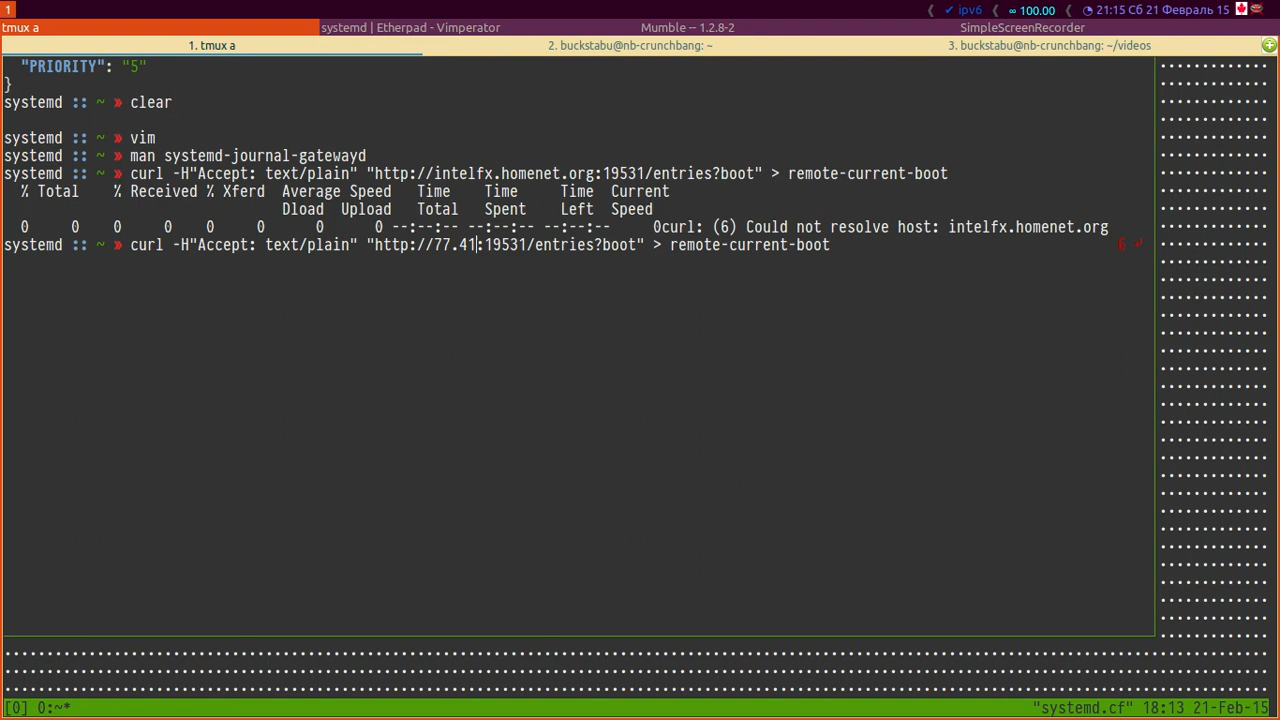 1 ✔ ipv6 ∞ 100.00 21:15 Сб 21 Февраль 15
tmux a systemd | Etherpad - Vimperator Mumble -- 1.2.8-2 SimpleScreenRecorder
1. tmux a 2. buckstabu@nb-crunchbang: ~ 3. buckstabu@nb-crunchbang: ~/videos
"PRIORITY": "5"
}
systemd :: ~ » clear
systemd :: ~ » vim
systemd :: ~ » man systemd-journal-gatewayd
systemd :: ~ » curl -H"Accept: text/plain" "http://intelfx.homenet.org:19531/entries?boot" > remote-current-boot
% Total % Received % Xferd Average Speed Time Time Time Current
Dload Upload Total Spent Left Speed
0 0 0 0 0 0 0 0 --:--:-- --:--:-- --:--:-- 0curl: (6) Could not resolve host: intelfx.homenet.org
systemd :: ~ » curl -H"Accept: text/plain" "http://77.41:19531/entries?boot" > remote-current-boot 6 ↵
[0] 0:~* "systemd.cf" 18:13 21-Feb-15